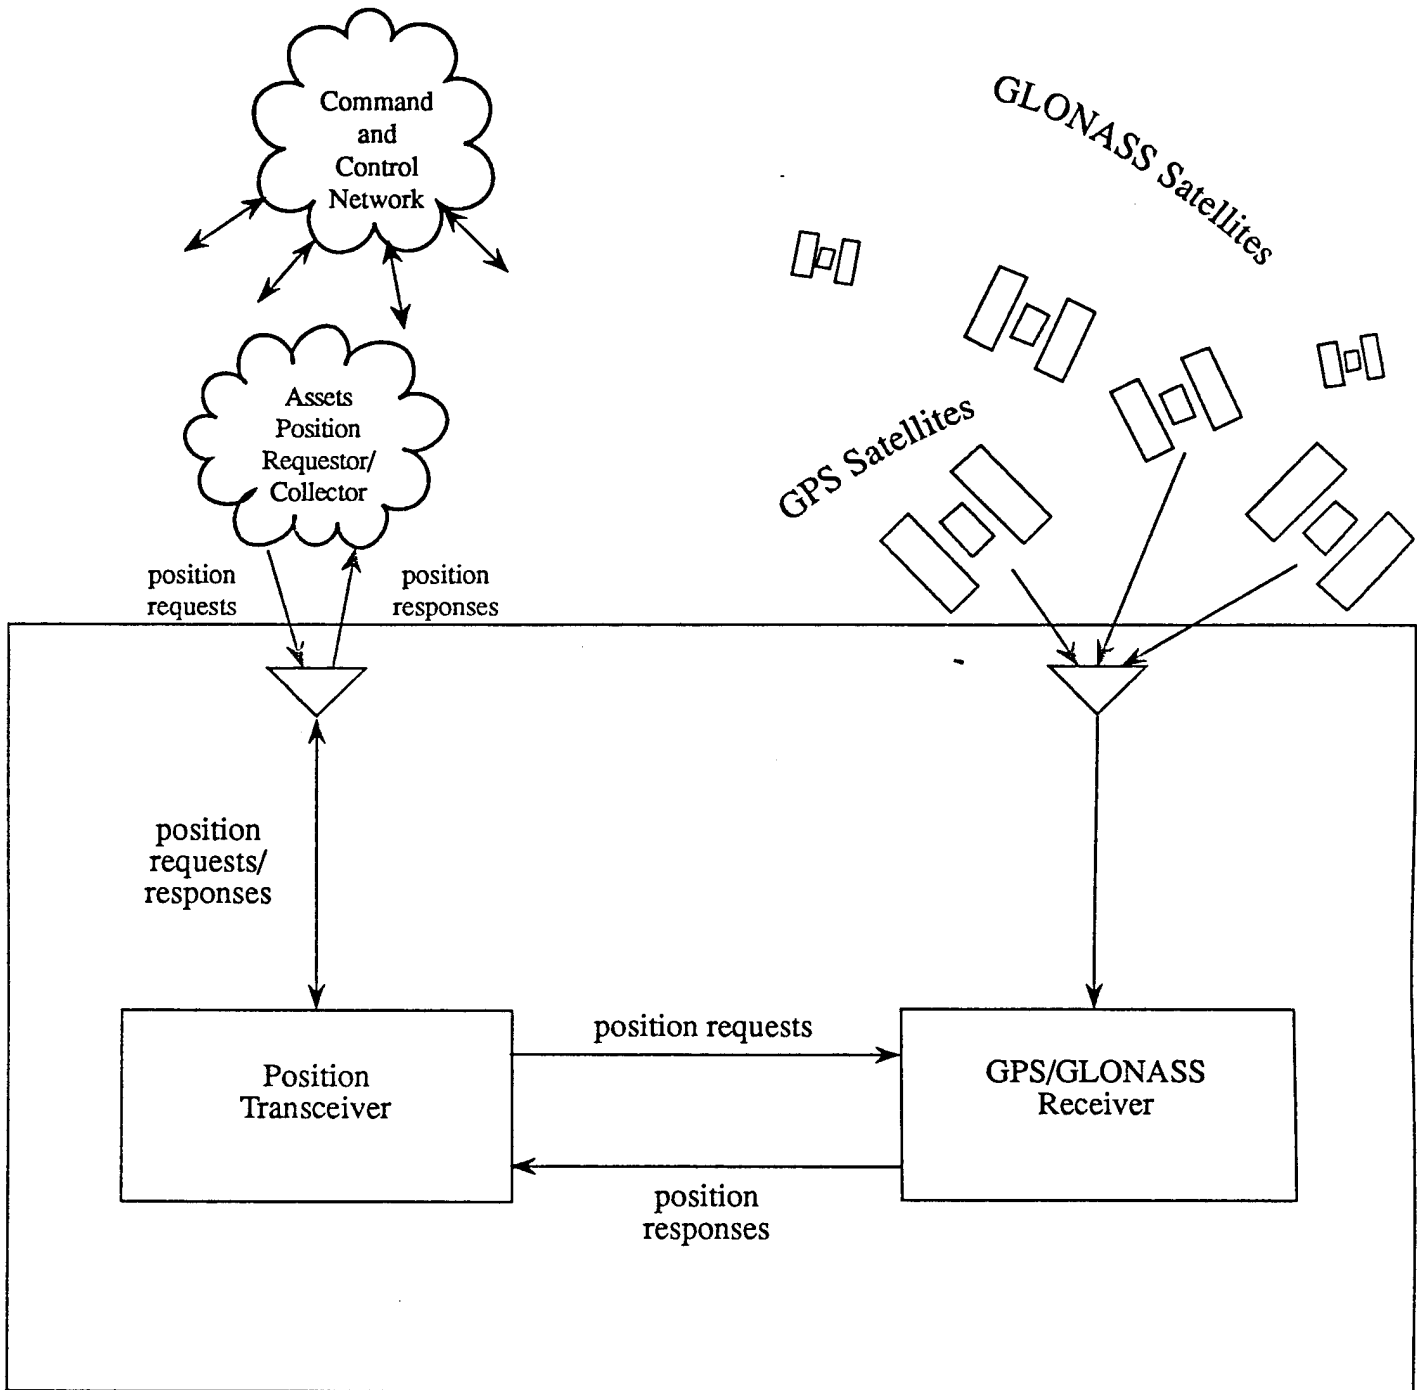 Command
and
Control
Network
GLONASS Satellites
Assets
Position
Requestor/
Collector
GPS Satellites
position
requests
position
responses
position
requests/
responses
Position
Transceiver
position requests
GPS/GLONASS
Receiver
position
responses